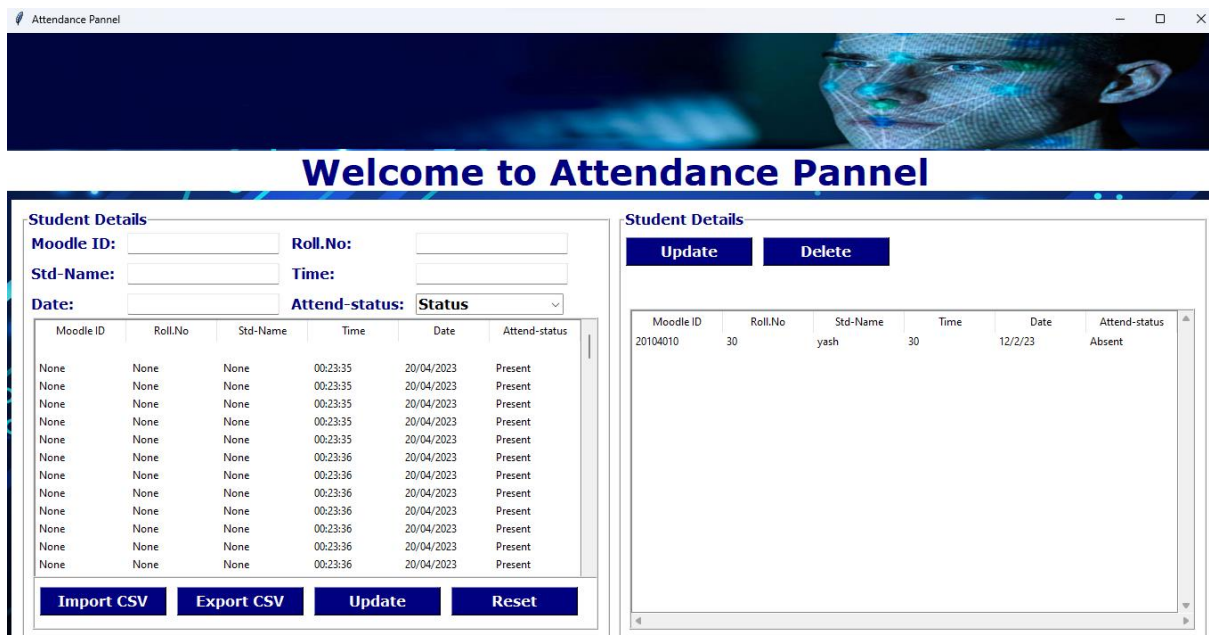 Attendance Pannel
Welcome to Attendance Pannel
Student Details
Moodle ID: Roll.No:
Std-Name: Time:
Date: Attend-status: Status
Moodle ID Roll.No Std-Name Time Date Attend-status
None None None 00:23:35 20/04/2023 Present
None None None 00:23:35 20/04/2023 Present
None None None 00:23:35 20/04/2023 Present
None None None 00:23:35 20/04/2023 Present
None None None 00:23:35 20/04/2023 Present
None None None 00:23:36 20/04/2023 Present
None None None 00:23:36 20/04/2023 Present
None None None 00:23:36 20/04/2023 Present
None None None 00:23:36 20/04/2023 Present
None None None 00:23:36 20/04/2023 Present
None None None 00:23:36 20/04/2023 Present
None None None 00:23:36 20/04/2023 Present
Import CSV Export CSV Update Reset
Student Details
Update Delete
Moodle ID Roll.No Std-Name Time Date Attend-status
20104010 30 yash 30 12/2/23 Absent